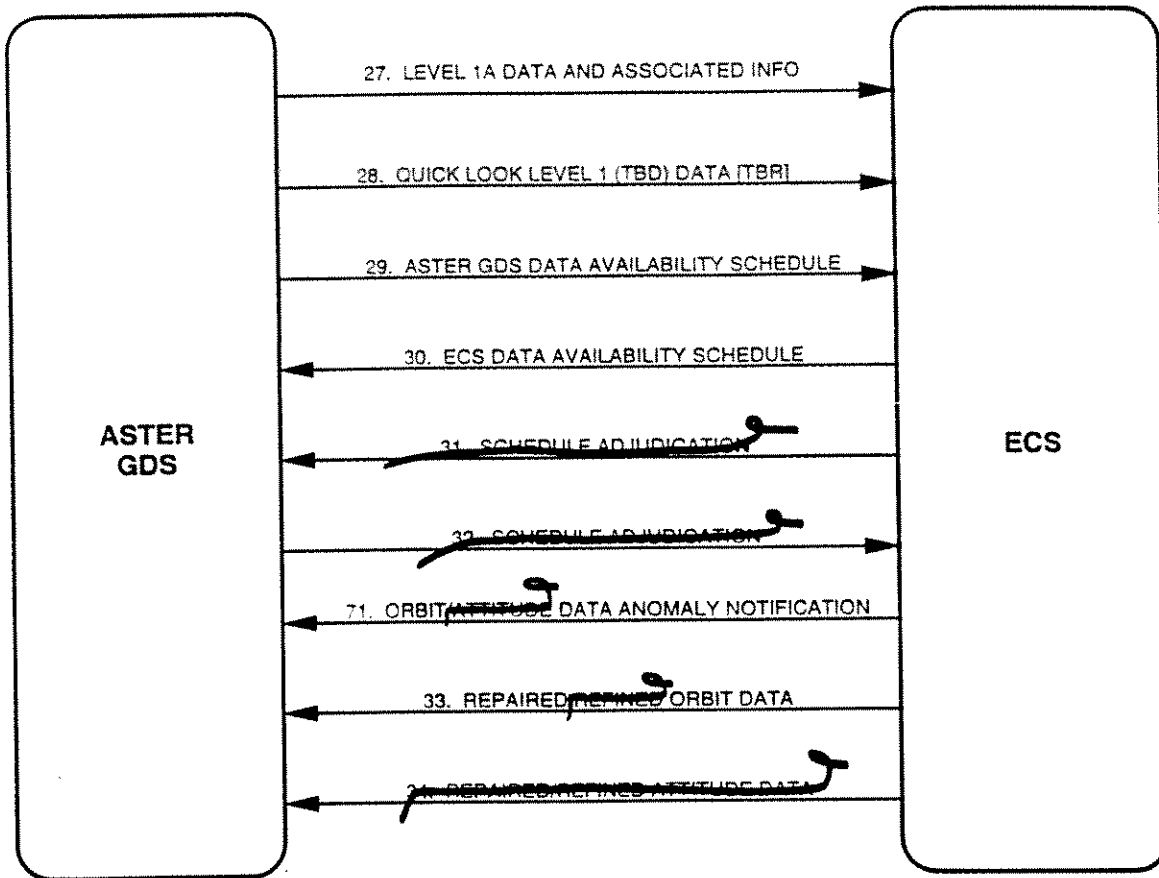 27. LEVEL 1A DATA AND ASSOCIATED INFO
28. QUICK LOOK LEVEL 1 (TBD) DATA [TBR]
29. ASTER GDS DATA AVAILABILITY SCHEDULE
30. ECS DATA AVAILABILITY SCHEDULE
ASTER
GDS
ECS
31. SCHEDULE ADJUDICATION
32. SCHEDULE ADJUDICATION
71. ORBIT/ATTITUDE DATA ANOMALY NOTIFICATION
33. REPAIRED/REFINED ORBIT DATA
34. REPAIRED/REFINED ATTITUDE DATA